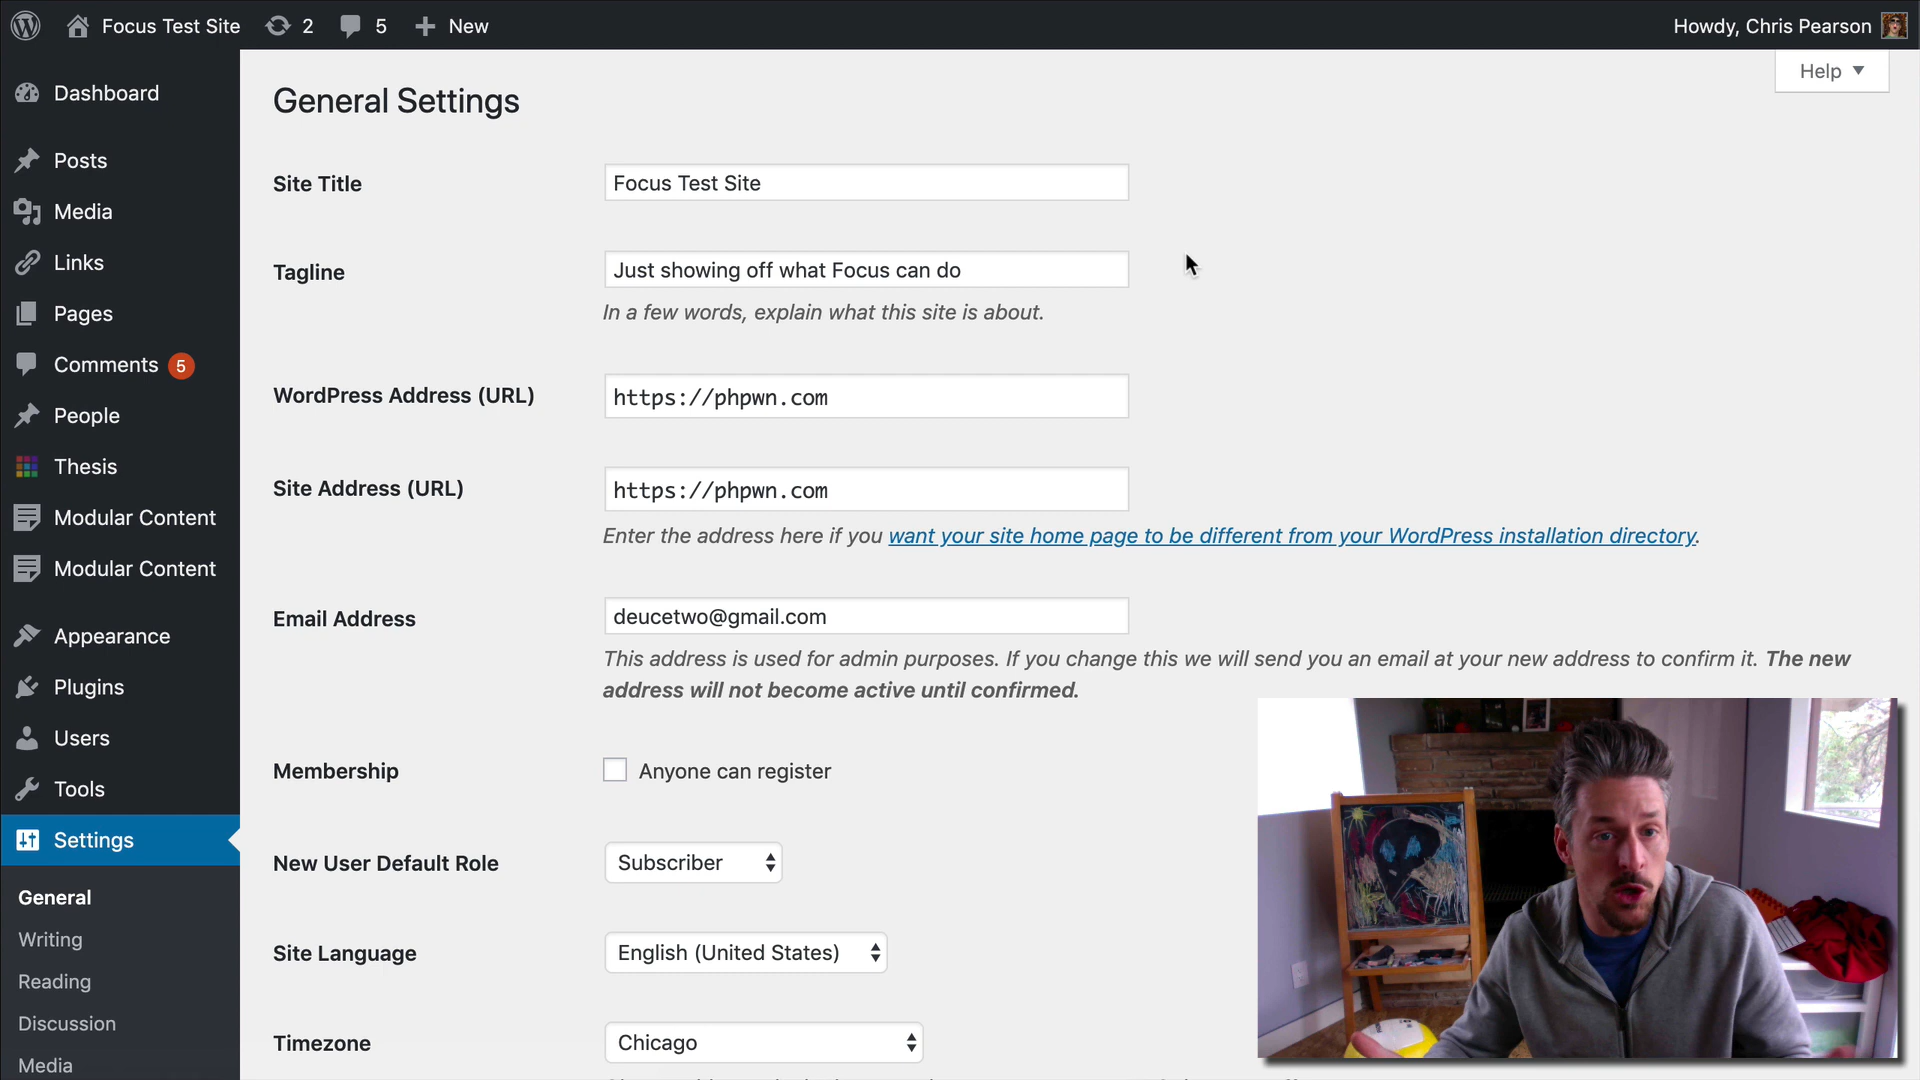 Focus Test Site 2 5 New Howdy, Chris Pearson
Help
Dashboard
Posts
Media
Links
Pages
Comments 5
People
Thesis
Modular Content
Modular Content
Appearance
Plugins
Users
Tools
Settings
General
Writing
Reading
Discussion
Media
General Settings
Site Title Focus Test Site
Tagline Just showing off what Focus can do
In a few words, explain what this site is about.
WordPress Address (URL) https://phpwn.com
Site Address (URL) https://phpwn.com
Enter the address here if you want your site home page to be different from your WordPress installation directory.
Email Address deucetwo@gmail.com
This address is used for admin purposes. If you change this we will send you an email at your new address to confirm it. The new
address will not become active until confirmed.
Membership Anyone can register
New User Default Role Subscriber
Site Language English (United States)
Timezone Chicago